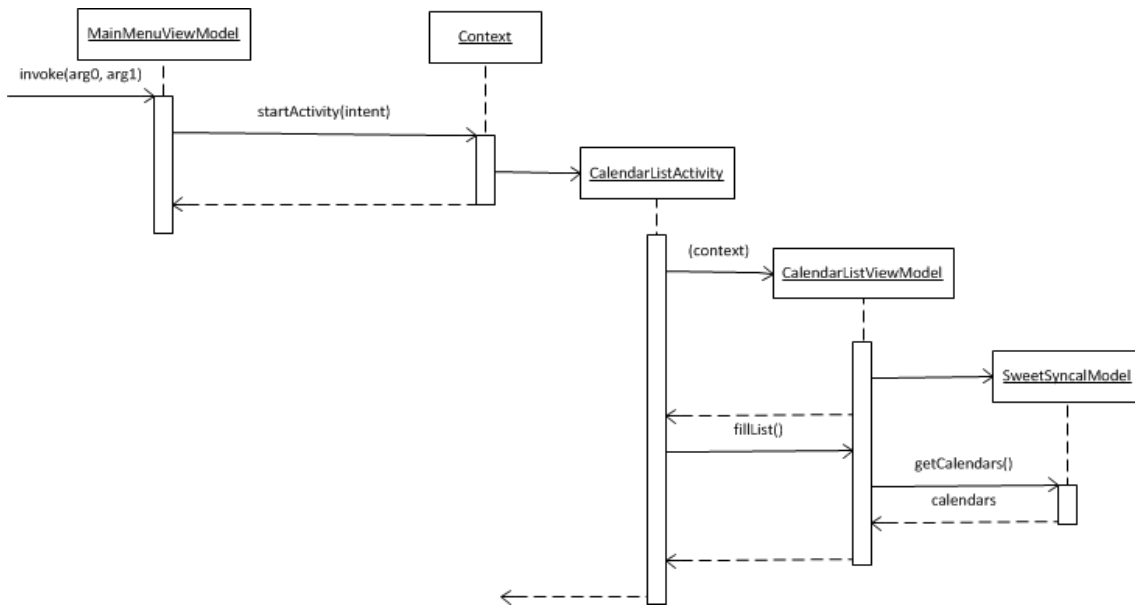 MainMenuViewModel
Context
invoke(arg0, arg1)
startActivity(intent)
CalendarListActivity
(context)
CalendarListViewModel
SweetSyncalModel
fillList()
getCalendars()
calendars